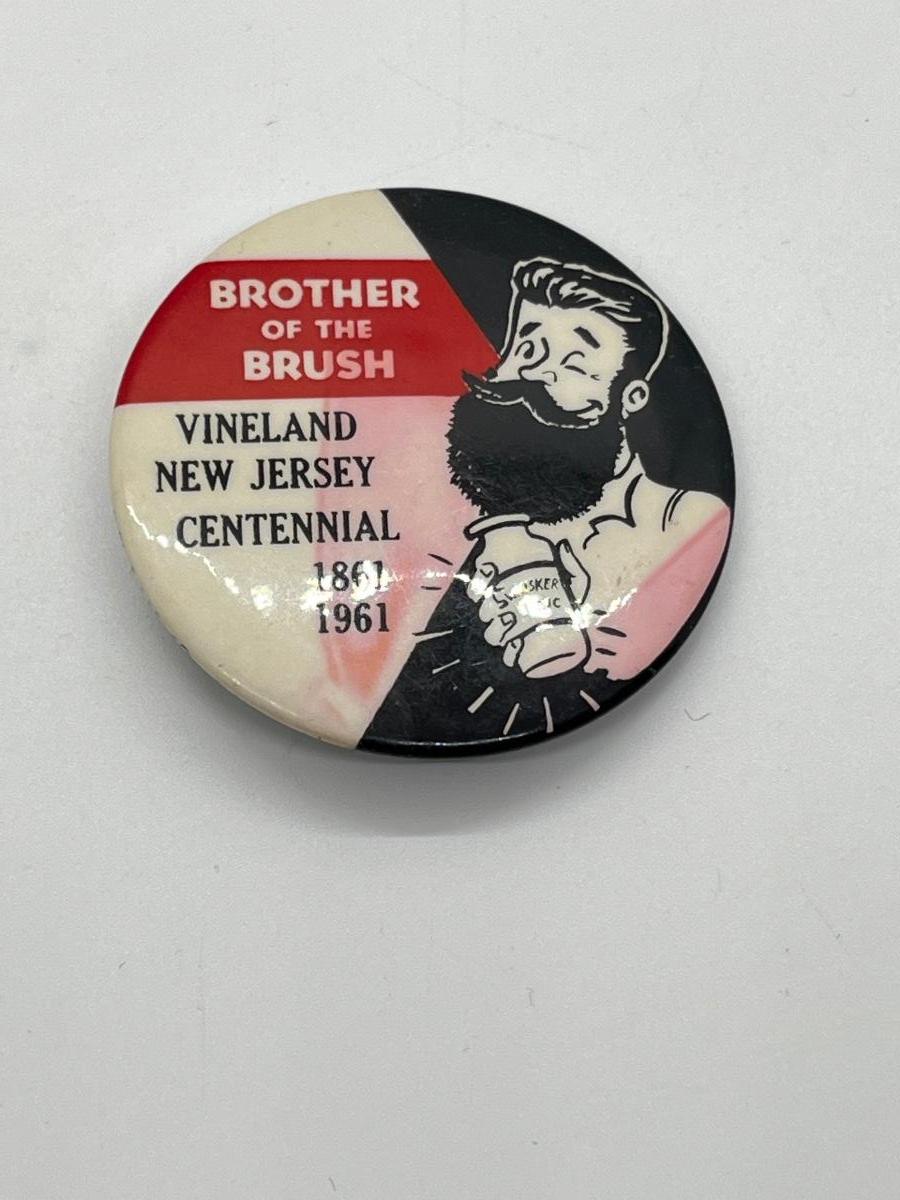 BROTHER
OF THE
BRUSH
VINELAND
NEW JERSEY
CENTENNIAL
1861
1961